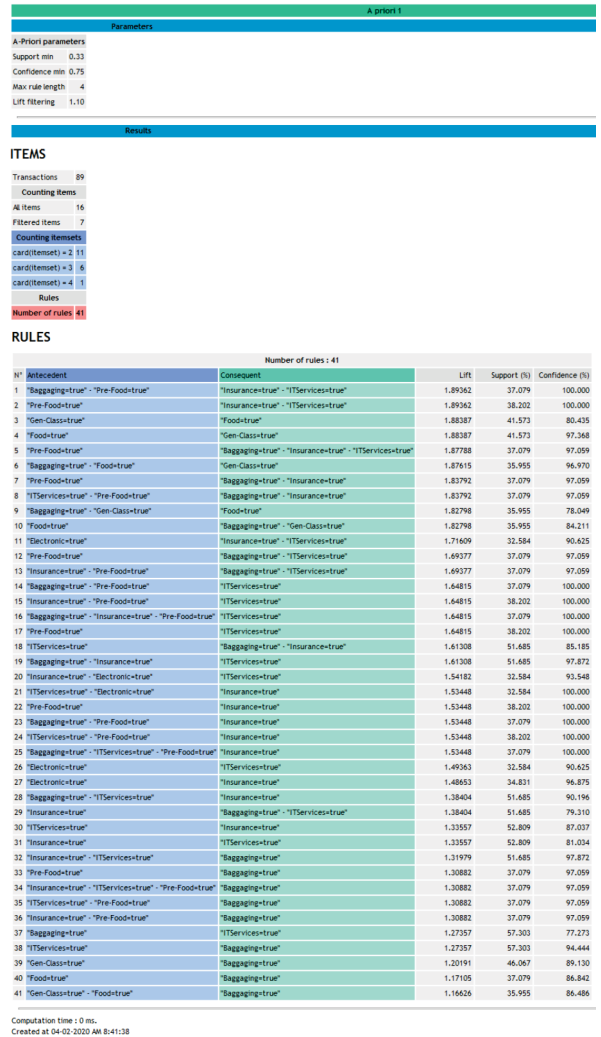 A priori 1
Parameters
A-Priori parameters
Support min 0.33
Confidence min 0.75
Max rule length 4
Lift filtering 1.10
Results
ITEMS
Transactions 89
Counting items
All items 16
Filtered items 7
Counting itemsets
card(itemset) = 2 11
card(itemset) = 3 6
card(itemset) = 4 1
Rules
Number of rules 41
RULES
Number of rules : 41
N° Antecedent Consequent Lift Support (%) Confidence (%)
1 "Baggaging=true" - "Pre-Food=true" "Insurance=true" - "ITServices=true" 1.89362 37.079 100.000
2 "Pre-Food=true" "Insurance=true" - "ITServices=true" 1.89362 38.202 100.000
3 "Gen-Class=true" "Food=true" 1.88387 41.573 80.435
4 "Food=true" "Gen-Class=true" 1.88387 41.573 97.368
5 "Pre-Food=true" "Baggaging=true" - "Insurance=true" - "ITServices=true" 1.87788 37.079 97.059
6 "Baggaging=true" - "Food=true" "Gen-Class=true" 1.87615 35.955 96.970
7 "Pre-Food=true" "Baggaging=true" - "Insurance=true" 1.83792 37.079 97.059
8 "ITServices=true" - "Pre-Food=true" "Baggaging=true" - "Insurance=true" 1.83792 37.079 97.059
9 "Baggaging=true" - "Gen-Class=true" "Food=true" 1.82798 35.955 78.049
10 "Food=true" "Baggaging=true" - "Gen-Class=true" 1.82798 35.955 84.211
11 "Electronic=true" "Insurance=true" - "ITServices=true" 1.71609 32.584 90.625
12 "Pre-Food=true" "Baggaging=true" - "ITServices=true" 1.69377 37.079 97.059
13 "Insurance=true" - "Pre-Food=true" "Baggaging=true" - "ITServices=true" 1.69377 37.079 97.059
14 "Baggaging=true" - "Pre-Food=true" "ITServices=true" 1.64815 37.079 100.000
15 "Insurance=true" - "Pre-Food=true" "ITServices=true" 1.64815 38.202 100.000
16 "Baggaging=true" - "Insurance=true" - "Pre-Food=true" "ITServices=true" 1.64815 37.079 100.000
17 "Pre-Food=true" "ITServices=true" 1.64815 38.202 100.000
18 "ITServices=true" "Baggaging=true" - "Insurance=true" 1.61308 51.685 85.185
19 "Baggaging=true" - "Insurance=true" "ITServices=true" 1.61308 51.685 97.872
20 "Insurance=true" - "Electronic=true" "ITServices=true" 1.54182 32.584 93.548
21 "ITServices=true" - "Electronic=true" "Insurance=true" 1.53448 32.584 100.000
22 "Pre-Food=true" "Insurance=true" 1.53448 38.202 100.000
23 "Baggaging=true" - "Pre-Food=true" "Insurance=true" 1.53448 37.079 100.000
24 "ITServices=true" - "Pre-Food=true" "Insurance=true" 1.53448 38.202 100.000
25 "Baggaging=true" - "ITServices=true" - "Pre-Food=true" "Insurance=true" 1.53448 37.079 100.000
26 "Electronic=true" "ITServices=true" 1.49363 32.584 90.625
27 "Electronic=true" "Insurance=true" 1.48653 34.831 96.875
28 "Baggaging=true" - "ITServices=true" "Insurance=true" 1.38404 51.685 90.196
29 "Insurance=true" "Baggaging=true" - "ITServices=true" 1.38404 51.685 79.310
30 "ITServices=true" "Insurance=true" 1.33557 52.809 87.037
31 "Insurance=true" "ITServices=true" 1.33557 52.809 81.034
32 "Insurance=true" - "ITServices=true" "Baggaging=true" 1.31979 51.685 97.872
33 "Pre-Food=true" "Baggaging=true" 1.30882 37.079 97.059
34 "Insurance=true" - "ITServices=true" - "Pre-Food=true" "Baggaging=true" 1.30882 37.079 97.059
35 "ITServices=true" - "Pre-Food=true" "Baggaging=true" 1.30882 37.079 97.059
36 "Insurance=true" - "Pre-Food=true" "Baggaging=true" 1.30882 37.079 97.059
37 "Baggaging=true" "ITServices=true" 1.27357 57.303 77.273
38 "ITServices=true" "Baggaging=true" 1.27357 57.303 94.444
39 "Gen-Class=true" "Baggaging=true" 1.20191 46.067 89.130
40 "Food=true" "Baggaging=true" 1.17105 37.079 86.842
41 "Gen-Class=true" - "Food=true" "Baggaging=true" 1.16626 35.955 86.486
Computation time : 0 ms.
Created at 04-02-2020 AM 8:41:38